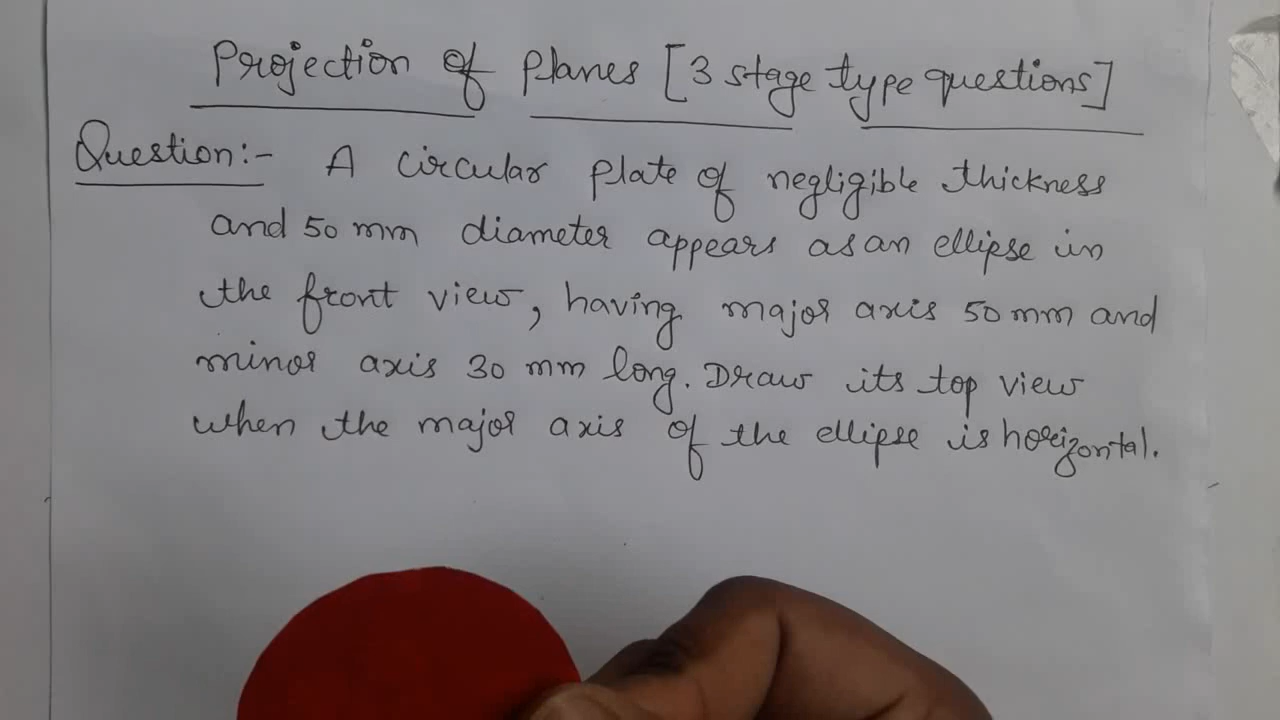 Projection of Planes [3 stage type questions]
Question:- A circular plate of negligible thickness
and 50 mm diameter appears as an ellipse in
the front view, having major axis 50 mm and
minor axis 30 mm long. Draw its top view
when the major axis of the ellipse is horizontal.